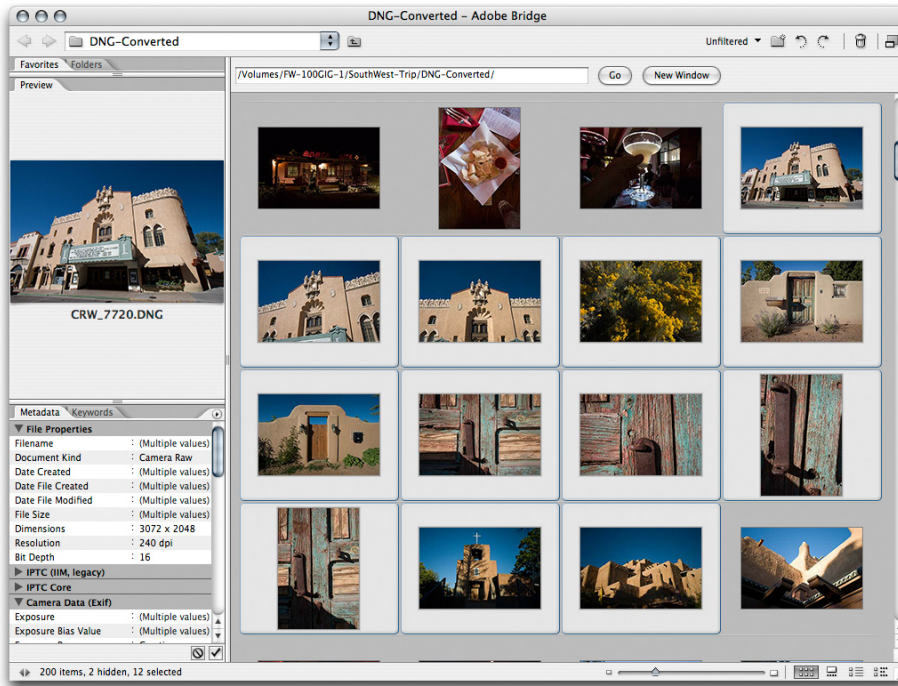 DNG-Converted – Adobe Bridge
DNG-Converted
Unfiltered
Favorites Folders
/Volumes/FW-100GIG-1/SouthWest-Trip/DNG-Converted/
Go
New Window
Preview
CRW_7720.DNG
Metadata Keywords
File Properties
Filename : (Multiple values)
Document Kind : Camera Raw
Date Created : (Multiple values)
Date File Created : (Multiple values)
Date File Modified : (Multiple values)
File Size : (Multiple values)
Dimensions : 3072 x 2048
Resolution : 240 dpi
Bit Depth : 16
IPTC (IIM, legacy)
IPTC Core
Camera Data (Exif)
Exposure : (Multiple values)
Exposure Bias Value : (Multiple values)
200 items, 2 hidden, 12 selected